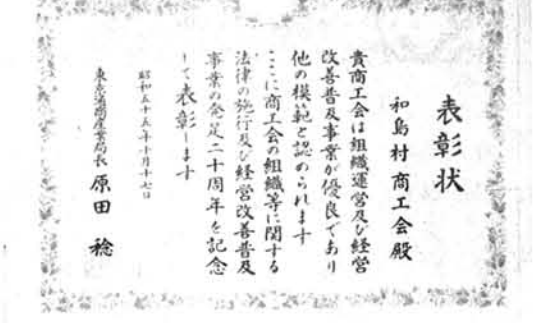 表彰状
和島村商工会殿
貴商工会は組織運営及び経営
改善普及事業が優良であり
他の模範と認められます
ここに商工会の組織等に関する
法律の施行及び経営改善普及
事業の発足二十周年を記念
して表彰します
昭和五十五年十月十七日
東京通商産業局長 原田 稔